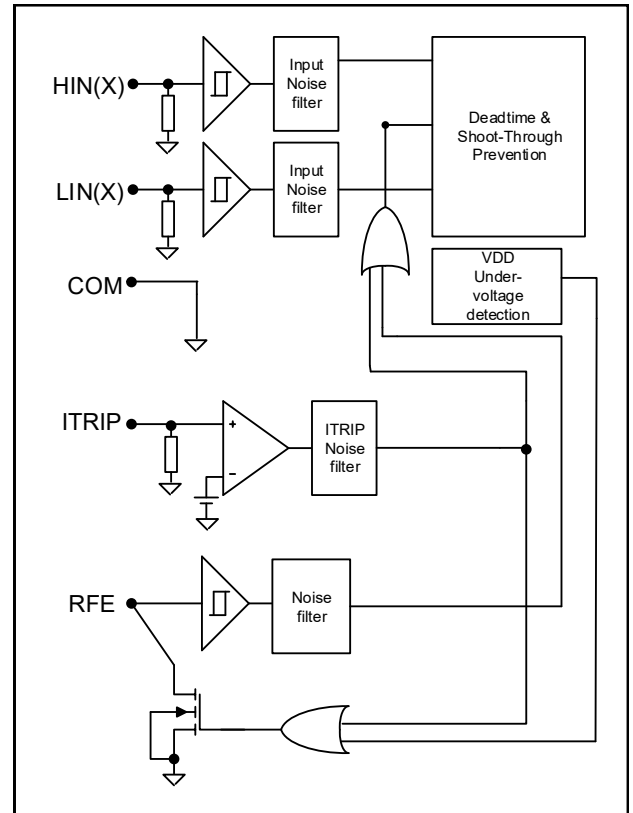 HIN(X)
Input
Noise
filter
Deadtime &
Shoot-Through
Prevention
LIN(X)
Input
Noise
filter
COM
VDD
Under-
voltage
detection
ITRIP
+
−
ITRIP
Noise
filter
RFE
Noise
filter